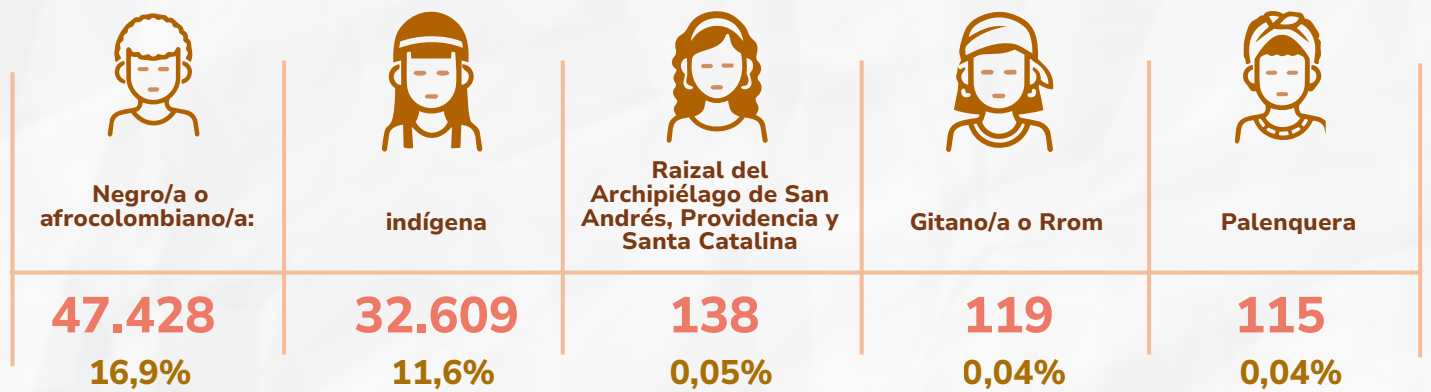 Negro/a o
afrocolombiano/a:
indígena
Raizal del
Archipiélago de San
Andrés, Providencia y
Santa Catalina
Gitano/a o Rrom
Palenquera
47.428
32.609
138
119
115
16,9%
11,6%
0,05%
0,04%
0,04%